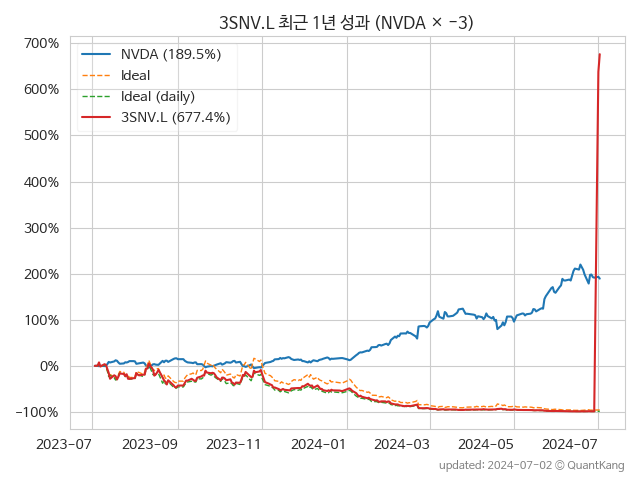 3SNV.L 최근 1년 성과 (NVDA × −3)
NVDA (189.5%)
Ideal
Ideal (daily)
3SNV.L (677.4%)
700%
600%
500%
400%
300%
200%
100%
0%
−100%
2023-07
2023-09
2023-11
2024-01
2024-03
2024-05
2024-07
updated: 2024-07-02 © QuantKang